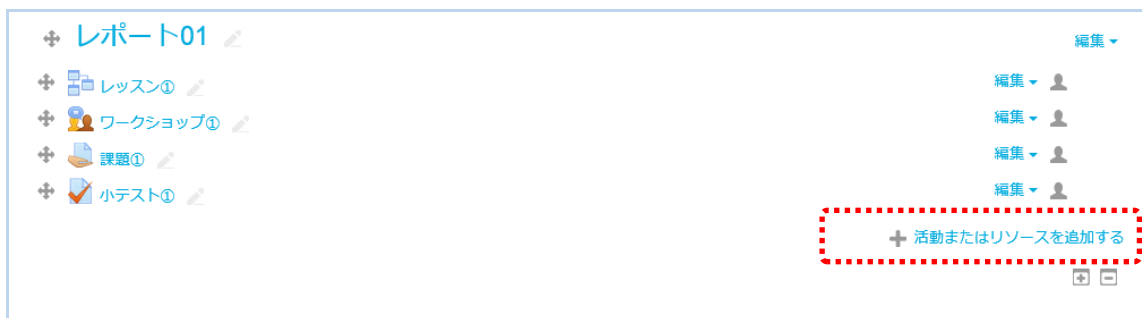 レポート01 編集
レッスン① 編集
ワークショップ① 編集
課題① 編集
小テスト① 編集
活動またはリソースを追加する